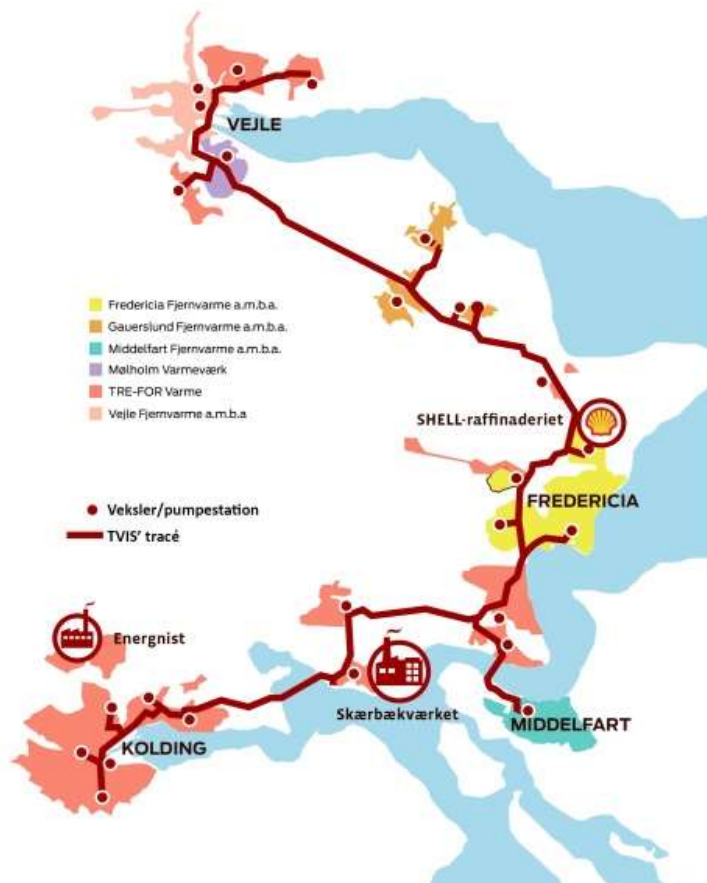 VEJLE
Fredericia Fjernvarme a.m.b.a.
Gauerslund Fjernvarme a.m.b.a.
Middelfart Fjernvarme a.m.b.a.
Mølholm Varmeværk
TRE-FOR Varme
Vejle Fjernvarme a.m.b.a
SHELL-raffinaderiet
FREDERICIA
Veksler/pumpestation
TVIS' tracé
Energnist
Skærbækværket
MIDDELFART
KOLDING